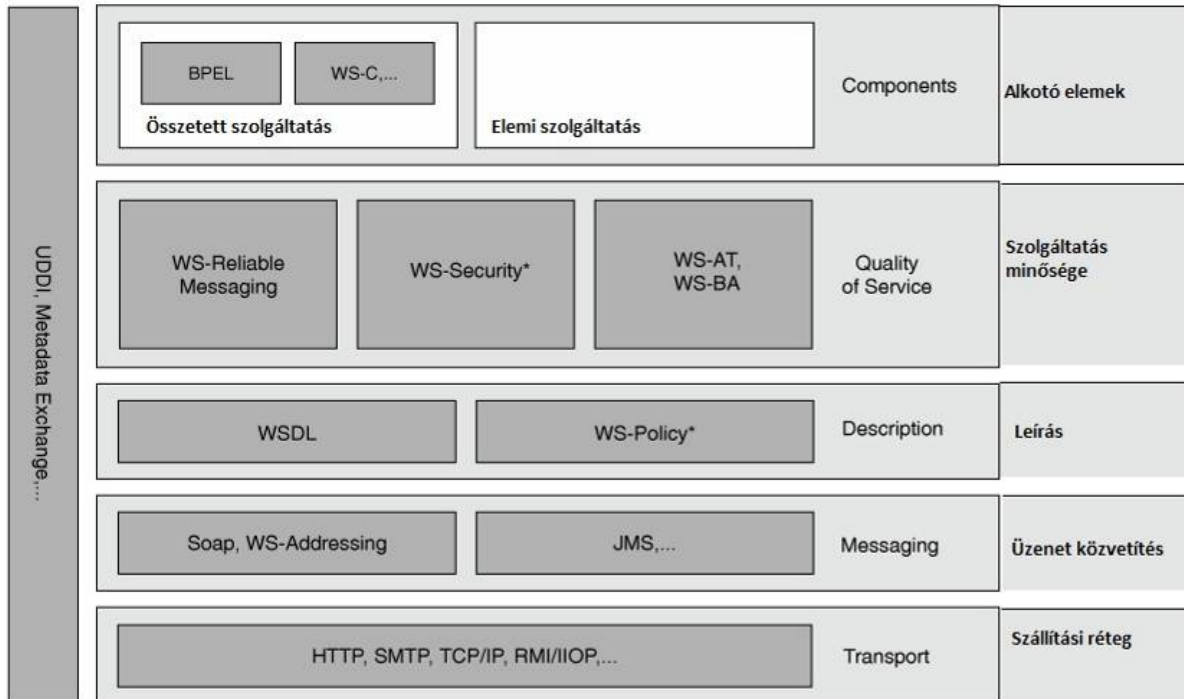 UDDI, Metadata Exchange,...
BPEL
WS-C,...
Összetett szolgáltatás
Elemi szolgáltatás
Components
Alkotó elemek
WS-Reliable
Messaging
WS-Security*
WS-AT,
WS-BA
Quality
of Service
Szolgáltatás
minősége
WSDL
WS-Policy*
Description
Leírás
Soap, WS-Addressing
JMS,...
Messaging
Üzenet közvetítés
HTTP, SMTP, TCP/IP, RMI/IIOP,...
Transport
Szállítási réteg